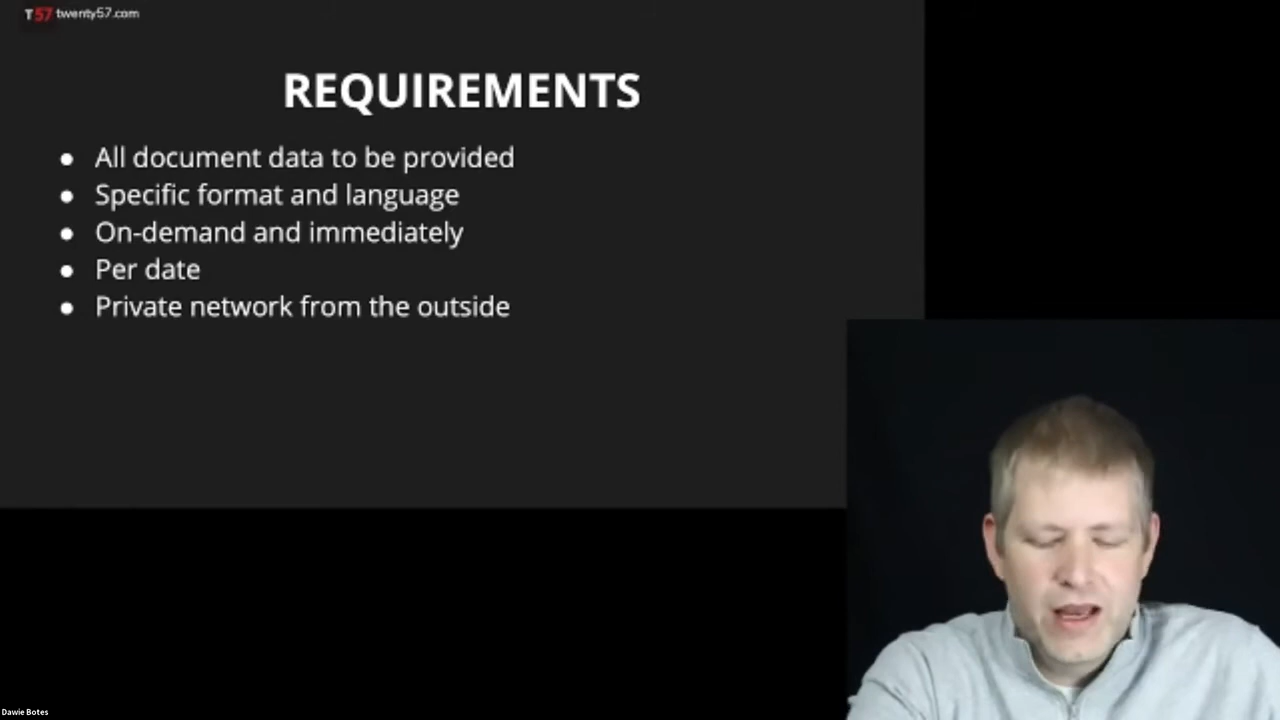 T57 twenty57.com
REQUIREMENTS
● All document data to be provided
● Specific format and language
● On-demand and immediately
● Per date
● Private network from the outside
Dawie Botes